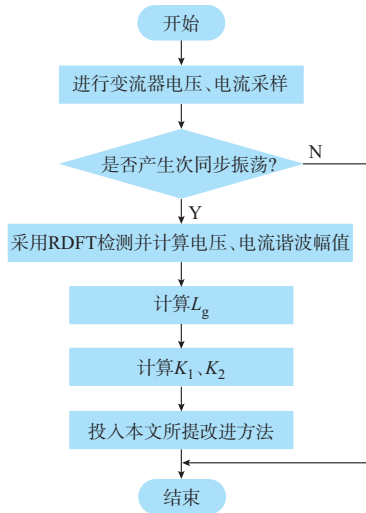 开始
进行变流器电压、电流采样
是否产生次同步振荡?
N
Y
采用RDFT检测并计算电压、电流谐波幅值
计算Lg
计算K1、K2
投入本文所提改进方法
结束